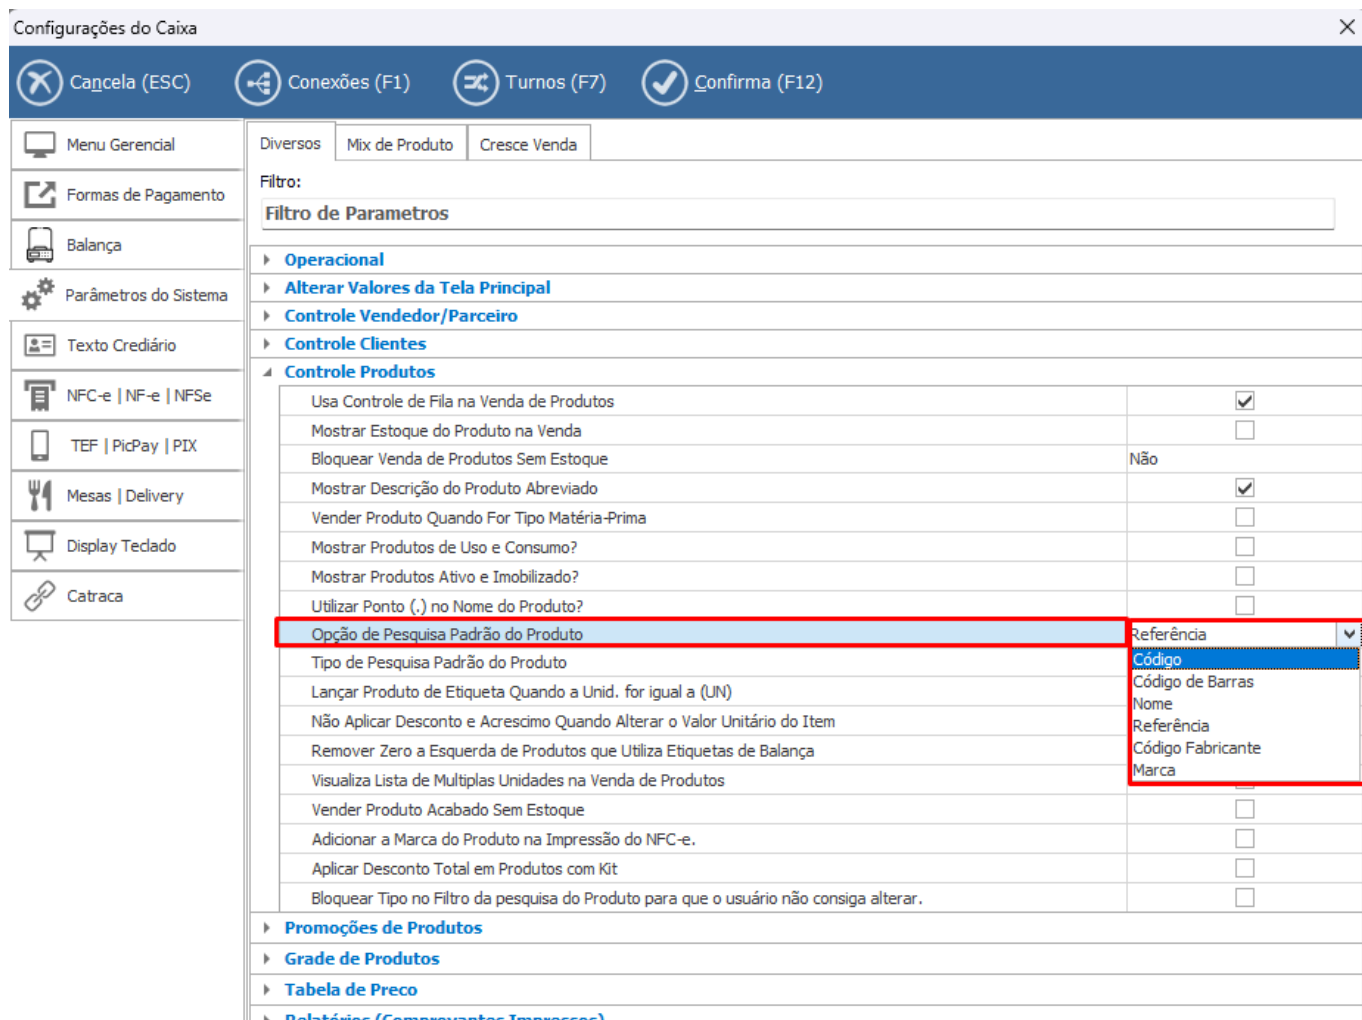 Configurações do Caixa
Cancela (ESC)
Conexões (F1)
Turnos (F7)
Confirma (F12)
Menu Gerencial
Formas de Pagamento
Balança
Parâmetros do Sistema
Texto Crediário
NFC-e | NF-e | NFSe
TEF | PicPay | PIX
Mesas | Delivery
Display Teclado
Catraca
Diversos
Mix de Produto
Cresce Venda
Filtro:
Filtro de Parametros
Operacional
Alterar Valores da Tela Principal
Controle Vendedor/Parceiro
Controle Clientes
Controle Produtos
Usa Controle de Fila na Venda de Produtos
Mostrar Estoque do Produto na Venda
Bloquear Venda de Produtos Sem Estoque Não
Mostrar Descrição do Produto Abreviado
Vender Produto Quando For Tipo Matéria-Prima
Mostrar Produtos de Uso e Consumo?
Mostrar Produtos Ativo e Imobilizado?
Utilizar Ponto (.) no Nome do Produto?
Opção de Pesquisa Padrão do Produto Referência
Tipo de Pesquisa Padrão do Produto
Lançar Produto de Etiqueta Quando a Unid. for igual a (UN)
Não Aplicar Desconto e Acrescimo Quando Alterar o Valor Unitário do Item
Remover Zero a Esquerda de Produtos que Utiliza Etiquetas de Balança
Visualiza Lista de Multiplas Unidades na Venda de Produtos
Vender Produto Acabado Sem Estoque
Adicionar a Marca do Produto na Impressão do NFC-e.
Aplicar Desconto Total em Produtos com Kit
Bloquear Tipo no Filtro da pesquisa do Produto para que o usuário não consiga alterar.
Código
Código de Barras
Nome
Referência
Código Fabricante
Marca
Promoções de Produtos
Grade de Produtos
Tabela de Preco
Relatórios (Comprovantes Impressos)